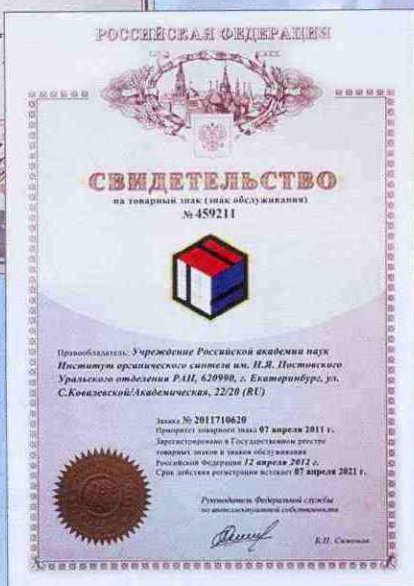 РОССИЙСКАЯ ФЕДЕРАЦИЯ
СВИДЕТЕЛЬСТВО
на товарный знак (знак обслуживания)
№ 459211
Правообладатель: Учреждение Российской академии наук
Институт органического синтеза им. И.Я. Постовского
Уральского отделения РАН, 620990, г. Екатеринбург, ул.
С.Ковалевской/Академическая, 22/20 (RU)
Заявка № 2011710620
Приоритет товарного знака 07 апреля 2011 г.
Зарегистрировано в Государственном реестре
товарных знаков и знаков обслуживания
Российской Федерации 12 апреля 2012 г.
Срок действия регистрации истекает 07 апреля 2021 г.
Руководитель Федеральной службы
по интеллектуальной собственности
Б.П. Симонов